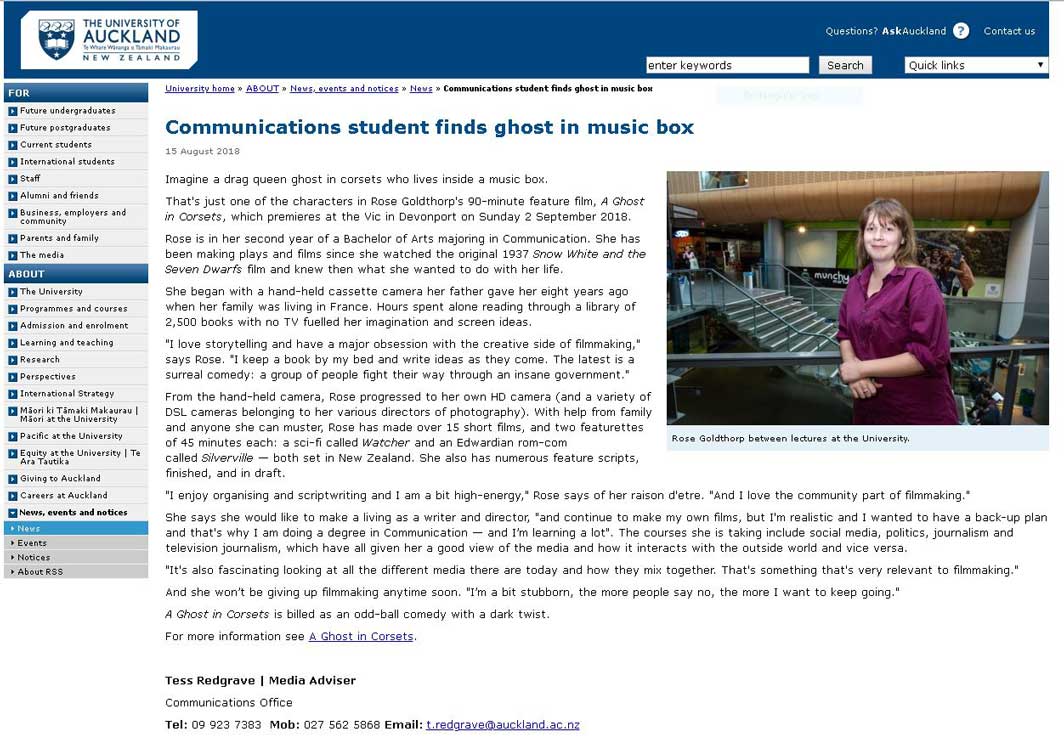 THE UNIVERSITY OF
AUCKLAND
Te Whare Wānanga o Tāmaki Makaurau
NEW ZEALAND
Questions? AskAuckland ? Contact us
enter keywords Search Quick links
FOR
Future undergraduates
Future postgraduates
Current students
International students
Staff
Alumni and friends
Business, employers and
community
Parents and family
The media
ABOUT
The University
Programmes and courses
Admission and enrolment
Learning and teaching
Research
Perspectives
International Strategy
Māori ki Tāmaki Makaurau |
Māori at the University
Pacific at the University
Equity at the University | Te
Ara Tautika
Giving to Auckland
Careers at Auckland
News, events and notices
News
Events
Notices
About RSS
University home » ABOUT » News, events and notices » News » Communications student finds ghost in music box
Communications student finds ghost in music box
15 August 2018
Imagine a drag queen ghost in corsets who lives inside a music box.
That's just one of the characters in Rose Goldthorp's 90-minute feature film, A Ghost
in Corsets, which premieres at the Vic in Devonport on Sunday 2 September 2018.
Rose is in her second year of a Bachelor of Arts majoring in Communication. She has
been making plays and films since she watched the original 1937 Snow White and the
Seven Dwarfs film and knew then what she wanted to do with her life.
She began with a hand-held cassette camera her father gave her eight years ago
when her family was living in France. Hours spent alone reading through a library of
2,500 books with no TV fuelled her imagination and screen ideas.
"I love storytelling and have a major obsession with the creative side of filmmaking,"
says Rose. "I keep a book by my bed and write ideas as they come. The latest is a
surreal comedy: a group of people fight their way through an insane government."
From the hand-held camera, Rose progressed to her own HD camera (and a variety of
DSL cameras belonging to her various directors of photography). With help from family
and anyone she can muster, Rose has made over 15 short films, and two featurettes
of 45 minutes each: a sci-fi called Watcher and an Edwardian rom-com
called Silverville — both set in New Zealand. She also has numerous feature scripts,
finished, and in draft.
munchy
Rose Goldthorp between lectures at the University.
"I enjoy organising and scriptwriting and I am a bit high-energy," Rose says of her raison d'etre. "And I love the community part of filmmaking."
She says she would like to make a living as a writer and director, "and continue to make my own films, but I'm realistic and I wanted to have a back-up plan
and that's why I am doing a degree in Communication — and I'm learning a lot". The courses she is taking include social media, politics, journalism and
television journalism, which have all given her a good view of the media and how it interacts with the outside world and vice versa.
"It's also fascinating looking at all the different media there are today and how they mix together. That's something that's very relevant to filmmaking."
And she won't be giving up filmmaking anytime soon. "I'm a bit stubborn, the more people say no, the more I want to keep going."
A Ghost in Corsets is billed as an odd-ball comedy with a dark twist.
For more information see A Ghost in Corsets.
Tess Redgrave | Media Adviser
Communications Office
Tel: 09 923 7383 Mob: 027 562 5868 Email: t.redgrave@auckland.ac.nz